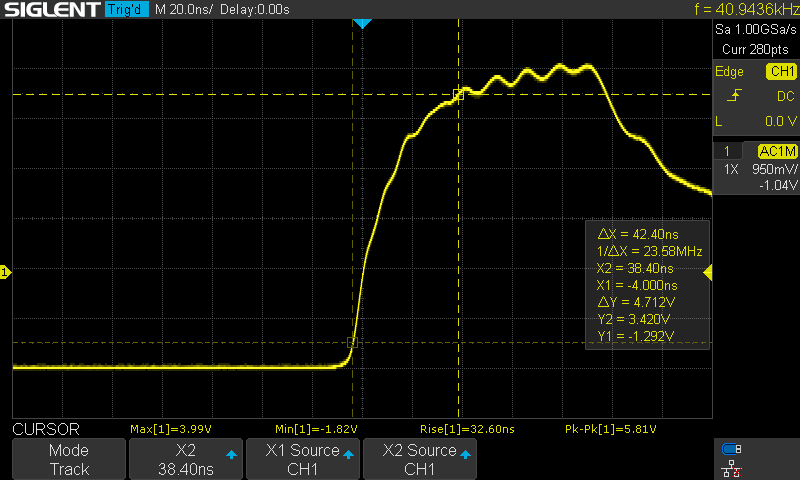 SIGLENT Trig'd M 20.0ns/ Delay:0.00s f = 40.9436kHz
Sa 1.00GSa/s
Curr 280pts
Edge CH1
DC
L 0.0 V
1 AC1M
1X 950mV/
-1.04V
1
ΔX = 42.40ns
1/ΔX = 23.58MHz
X2 = 38.40ns
X1 = -4.000ns
ΔY = 4.712V
Y2 = 3.420V
Y1 = -1.292V
CURSOR Max[1]=3.99V Min[1]=-1.82V Rise[1]=32.60ns Pk-Pk[1]=5.81V
Mode X2 X1 Source X2 Source
Track 38.40ns CH1 CH1